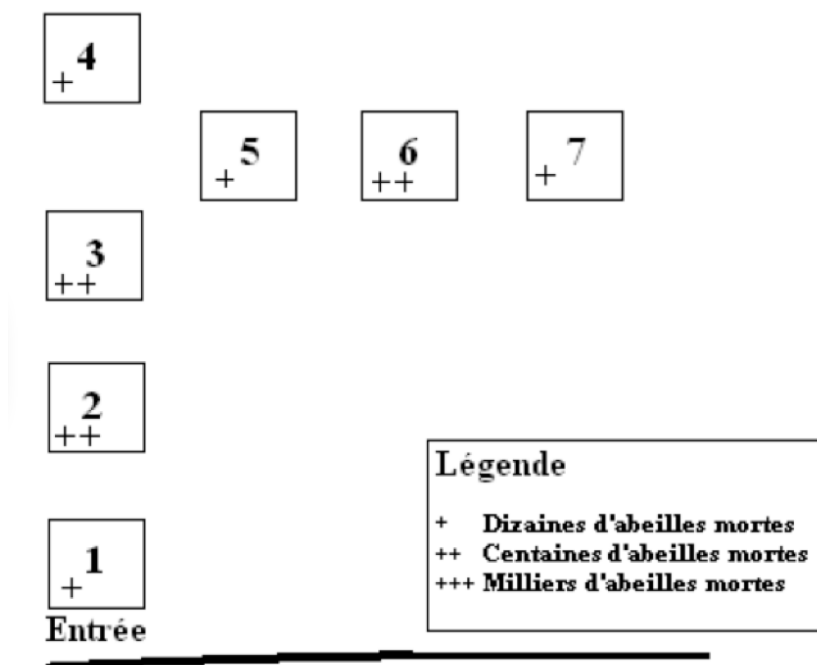 4
+
5
+
6
++
7
+
3
++
2
++
1
+
Entrée
Légende
+ Dizaines d'abeilles mortes
++ Centaines d'abeilles mortes
+++ Milliers d'abeilles mortes